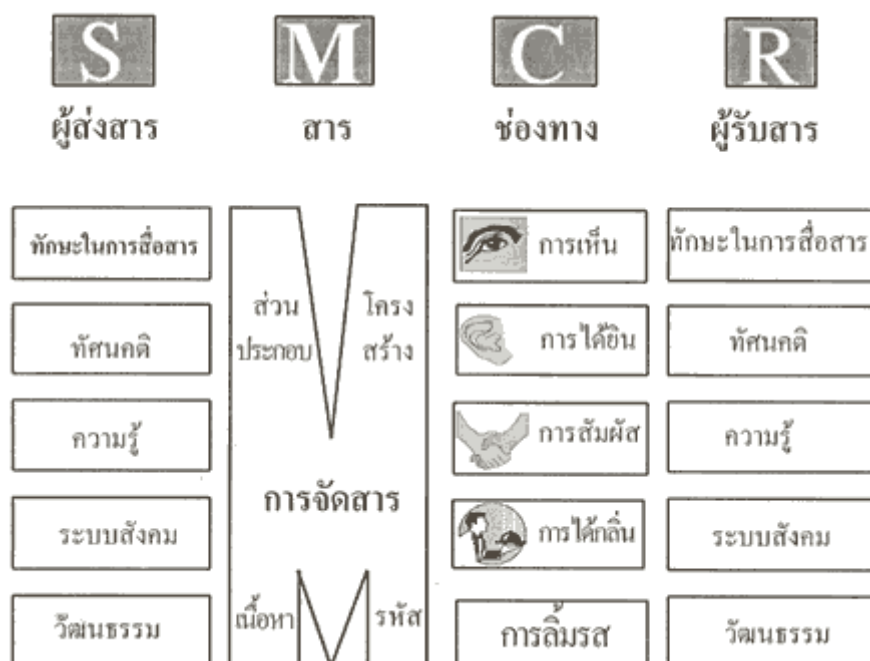 S
M
C
R
ผู้ส่งสาร
สาร
ช่องทาง
ผู้รับสาร
ทักษะในการสื่อสาร
ทัศนคติ
ความรู้
ระบบสังคม
วัฒนธรรม
ส่วน
ประกอบ
โครง
สร้าง
การจัดสาร
เนื้อหา
รหัส
การเห็น
การได้ยิน
การสัมผัส
การได้กลิ่น
การลิ้มรส
ทักษะในการสื่อสาร
ทัศนคติ
ความรู้
ระบบสังคม
วัฒนธรรม